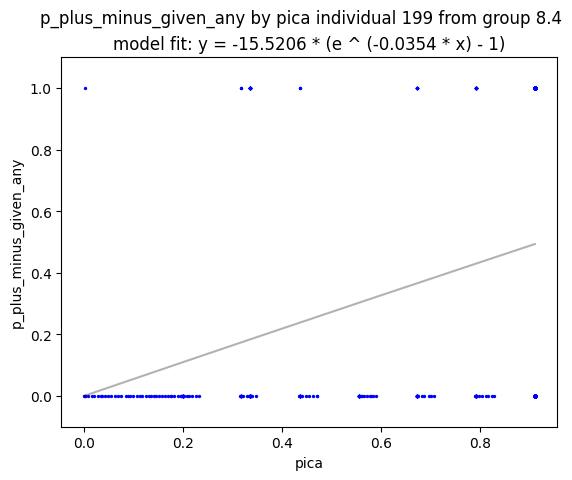 p_plus_minus_given_any by pica individual 199 from group 8.4
model fit: y = -15.5206 * (e ^ (-0.0354 * x) - 1)
1.0
0.8
0.6
0.4
0.2
0.0
p_plus_minus_given_any
0.0 0.2 0.4 0.6 0.8
pica